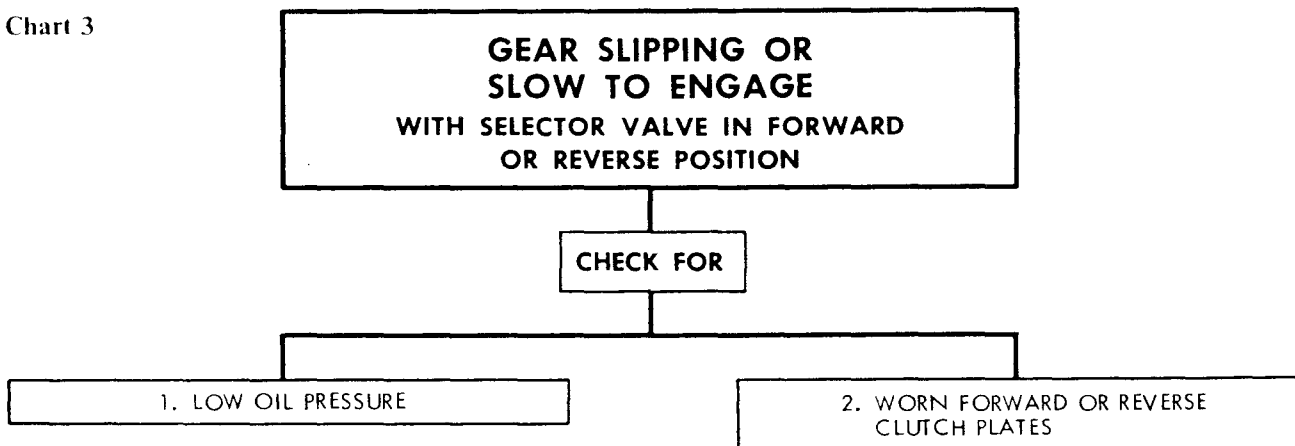 Chart 3
GEAR SLIPPING OR
SLOW TO ENGAGE
WITH SELECTOR VALVE IN FORWARD
OR REVERSE POSITION
CHECK FOR
1. LOW OIL PRESSURE
2. WORN FORWARD OR REVERSE
CLUTCH PLATES